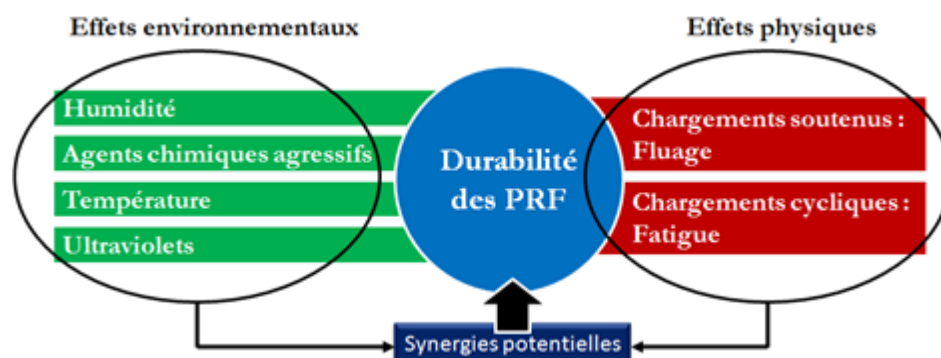 Effets environnementaux
Effets physiques
Humidité
Agents chimiques agressifs
Température
Ultraviolets
Durabilité
des PRF
Chargements soutenus :
Fluage
Chargements cycliques :
Fatigue
Synergies potentielles